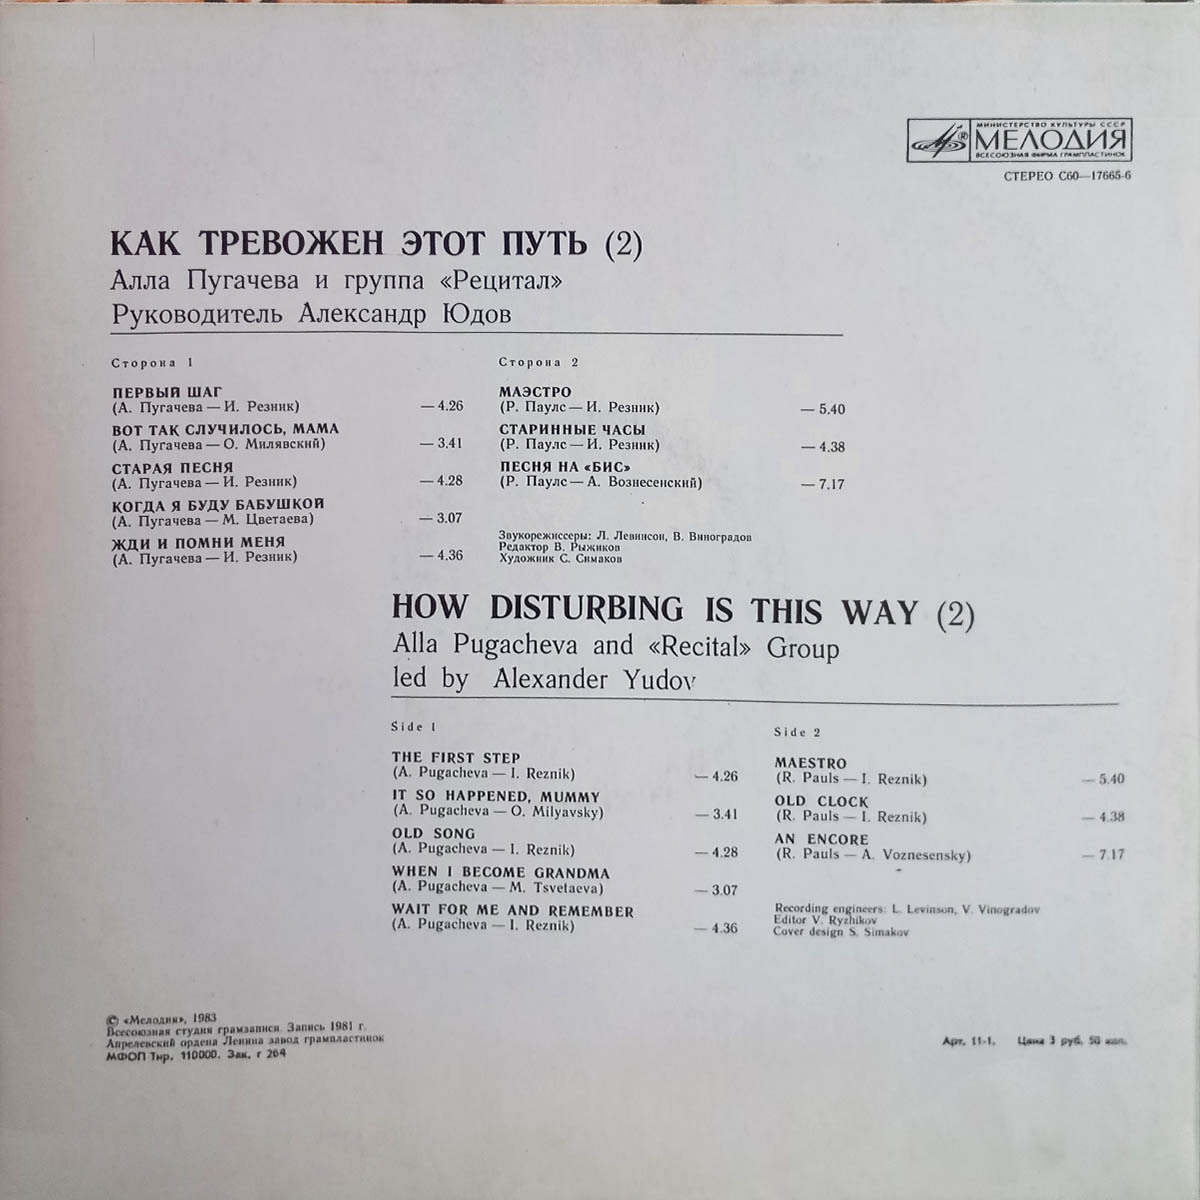 МИНИСТЕРСТВО КУЛЬТУРЫ СССР
МЕЛОДИЯ
ВСЕСОЮЗНАЯ ФИРМА ГРАМПЛАСТИНОК
СТЕРЕО С60—17665-6
КАК ТРЕВОЖЕН ЭТОТ ПУТЬ (2)
Алла Пугачева и группа «Рецитал»
Руководитель Александр Юдов
Сторона 1
ПЕРВЫЙ ШАГ
(А. Пугачева — И. Резник) — 4.26
ВОТ ТАК СЛУЧИЛОСЬ, МАМА
(А. Пугачева — О. Милявский) — 3.41
СТАРАЯ ПЕСНЯ
(А. Пугачева — И. Резник) — 4.28
КОГДА Я БУДУ БАБУШКОЙ
(А. Пугачева — М. Цветаева) — 3.07
ЖДИ И ПОМНИ МЕНЯ
(А. Пугачева — И. Резник) — 4.36
Сторона 2
МАЭСТРО
(Р. Паулс — И. Резник) — 5.40
СТАРИННЫЕ ЧАСЫ
(Р. Паулс — И. Резник) — 4.38
ПЕСНЯ НА «БИС»
(Р. Паулс — А. Вознесенский) — 7.17
Звукорежиссеры: Л. Левинсон, В. Виноградов
Редактор В. Рыжиков
Художник С. Симаков
HOW DISTURBING IS THIS WAY (2)
Alla Pugacheva and «Recital» Group
led by Alexander Yudov
Side 1
THE FIRST STEP
(A. Pugacheva — I. Reznik) — 4.26
IT SO HAPPENED, MUMMY
(A. Pugacheva — O. Milyavsky) — 3.41
OLD SONG
(A. Pugacheva — I. Reznik) — 4.28
WHEN I BECOME GRANDMA
(A. Pugacheva — M. Tsvetaeva) — 3.07
WAIT FOR ME AND REMEMBER
(A. Pugacheva — I. Reznik) — 4.36
Side 2
MAESTRO
(R. Pauls — I. Reznik) — 5.40
OLD CLOCK
(R. Pauls — I. Reznik) — 4.38
AN ENCORE
(R. Pauls — A. Voznesensky) — 7.17
Recording engineers: L. Levinson, V. Vinogradov
Editor V. Ryzhikov
Cover design S. Simakov
© «Мелодия», 1983
Всесоюзная студия грамзаписи. Запись 1981 г.
Апрелевский ордена Ленина завод грампластинок
МФОП Тир. 110000. Зак. г 264
Арт. 11-1. Цена 3 руб. 50 коп.